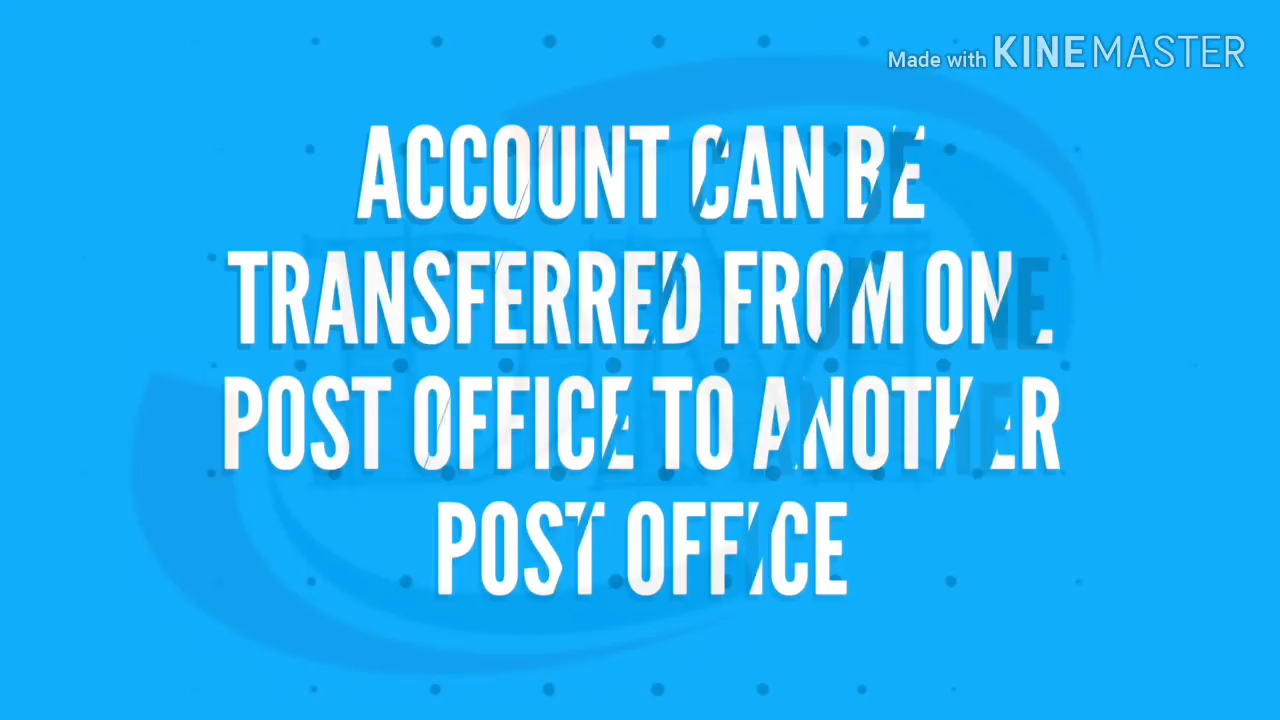 Made with KINEMASTER
ACCOUNT CAN BE
TRANSFERRED FROM ONE
POST OFFICE TO ANOTHER
POST OFFICE